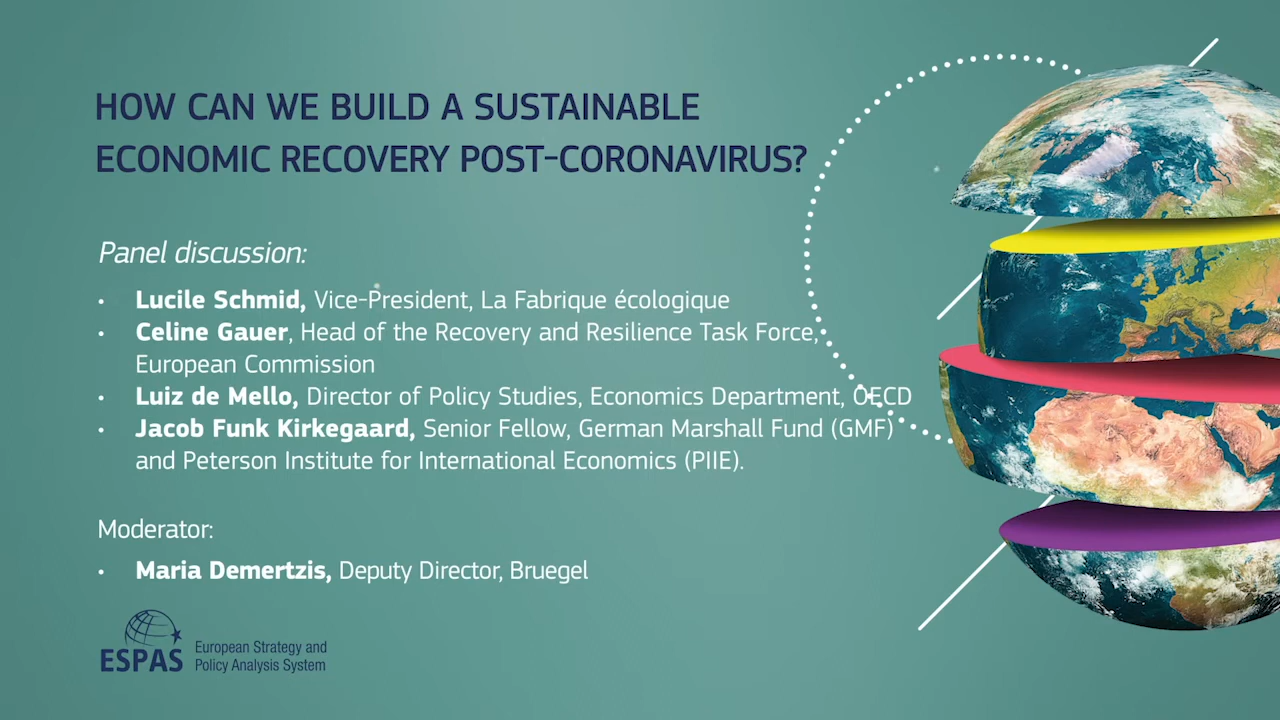 HOW CAN WE BUILD A SUSTAINABLE
ECONOMIC RECOVERY POST-CORONAVIRUS?
Panel discussion:
• Lucile Schmid, Vice-President, La Fabrique écologique
• Celine Gauer, Head of the Recovery and Resilience Task Force,
European Commission
• Luiz de Mello, Director of Policy Studies, Economics Department, OECD
• Jacob Funk Kirkegaard, Senior Fellow, German Marshall Fund (GMF)
and Peterson Institute for International Economics (PIIE).
Moderator:
• Maria Demertzis, Deputy Director, Bruegel
ESPAS
European Strategy and
Policy Analysis System